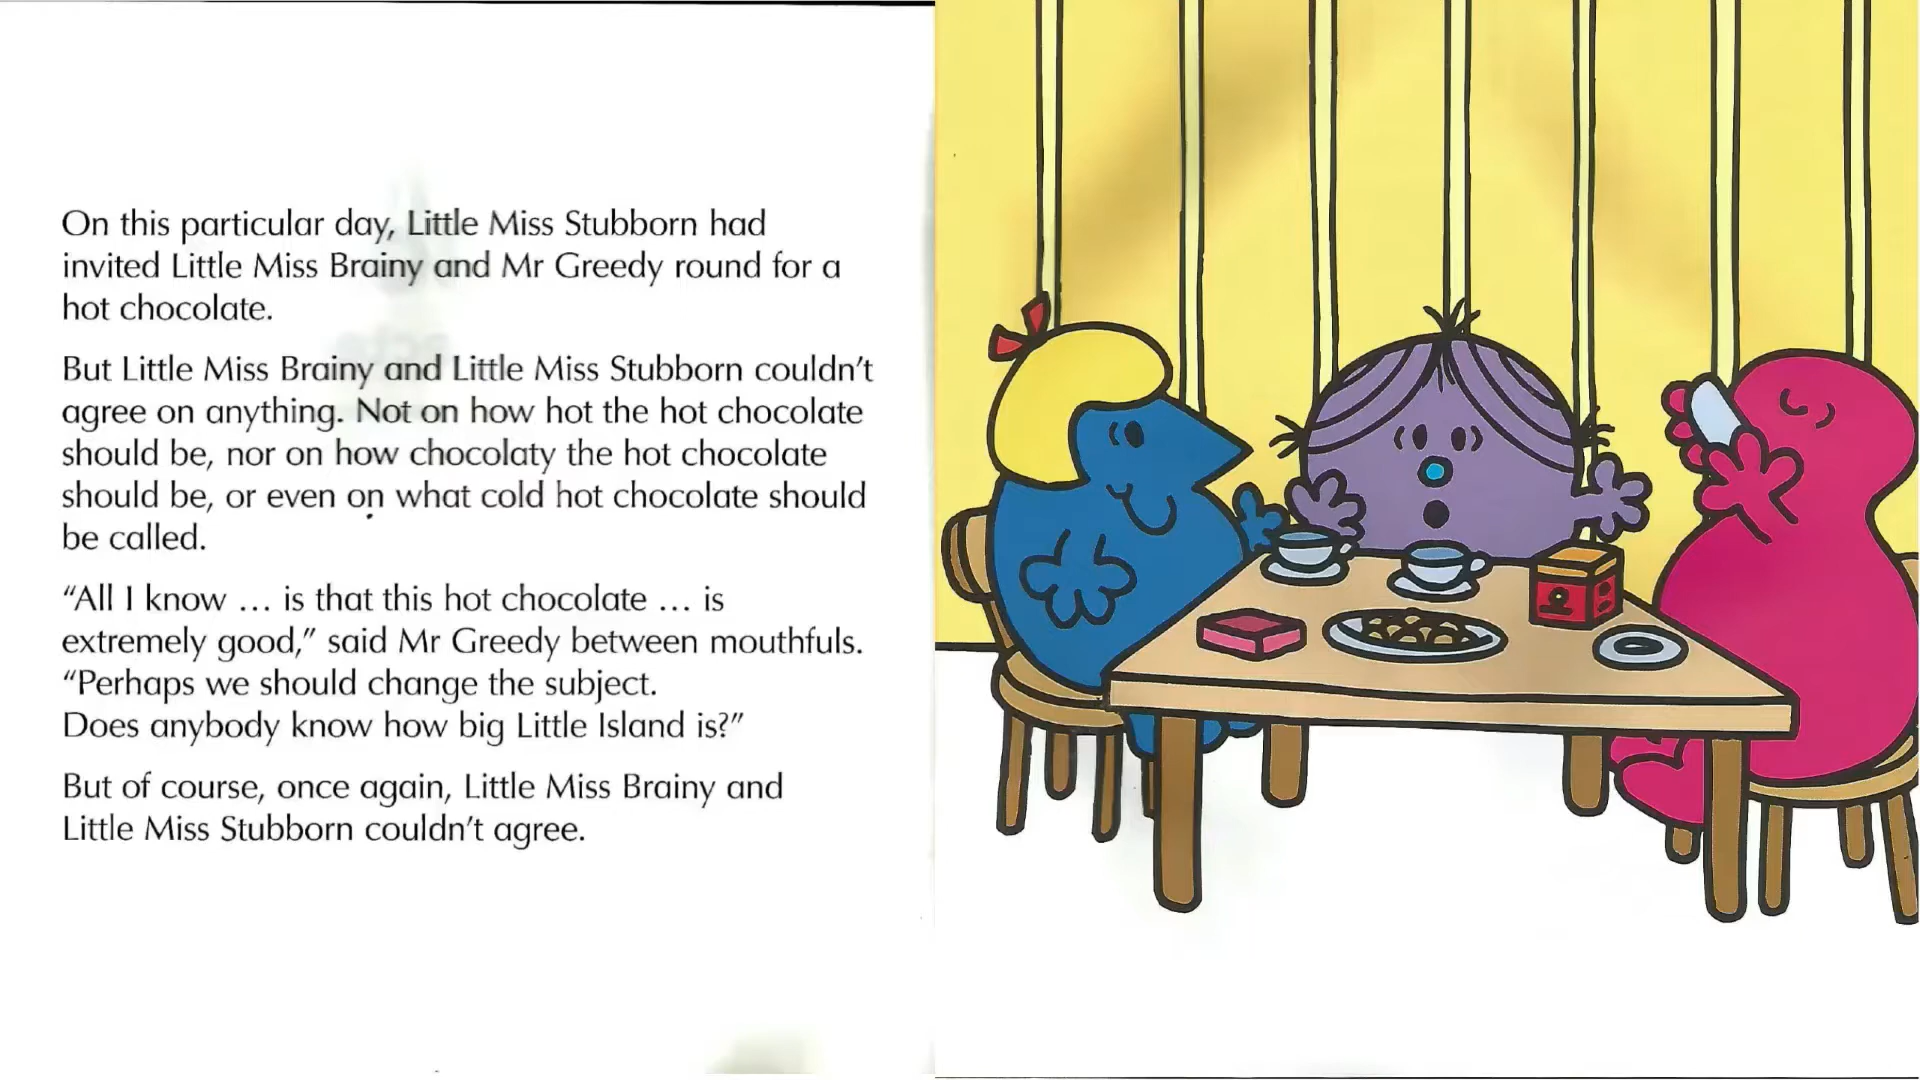 On this particular day, Little Miss Stubborn had
invited Little Miss Brainy and Mr Greedy round for a
hot chocolate.
But Little Miss Brainy and Little Miss Stubborn couldn’t
agree on anything. Not on how hot the hot chocolate
should be, nor on how chocolaty the hot chocolate
should be, or even on what cold hot chocolate should
be called.
“All I know … is that this hot chocolate … is
extremely good,” said Mr Greedy between mouthfuls.
“Perhaps we should change the subject.
Does anybody know how big Little Island is?”
But of course, once again, Little Miss Brainy and
Little Miss Stubborn couldn’t agree.